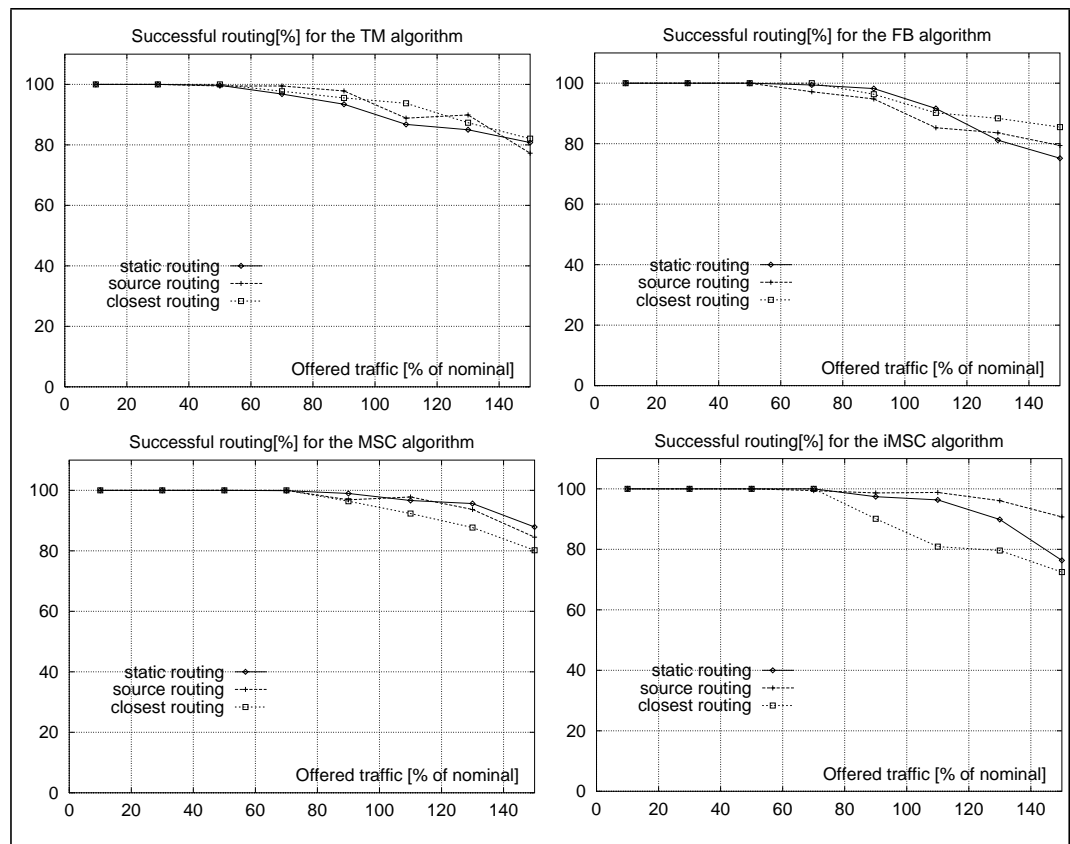 Successful routing[%] for the TM algorithm
100
80
60
40
20
0
static routing
source routing
closest routing
Offered traffic [% of nominal]
0 20 40 60 80 100 120 140
Successful routing[%] for the FB algorithm
100
80
60
40
20
0
static routing
source routing
closest routing
Offered traffic [% of nominal]
0 20 40 60 80 100 120 140
Successful routing[%] for the MSC algorithm
100
80
60
40
20
0
static routing
source routing
closest routing
Offered traffic [% of nominal]
0 20 40 60 80 100 120 140
Successful routing[%] for the iMSC algorithm
100
80
60
40
20
0
static routing
source routing
closest routing
Offered traffic [% of nominal]
0 20 40 60 80 100 120 140